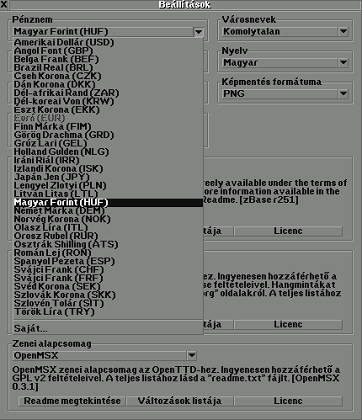 Beállítások
Pénznem
Városnevek
Magyar Forint (HUF)
Komolytalan
Amerikai Dollár (USD)
Angol Font (GBP)
Belga Frank (BEF)
Brazil Real (BRL)
Cseh Korona (CZK)
Dán Korona (DKK)
Dél-afrikai Rand (ZAR)
Dél-koreai Von (KRW)
Észt Korona (EKK)
Euró (EUR)
Finn Márka (FIM)
Görög Drachma (GRD)
Grúz Lari (GEL)
Holland Gulden (NLG)
Iráni Riál (IRR)
Izlandi Korona (ISK)
Japán Jen (JPY)
Lengyel Zlotyi (PLN)
Litván Litas (LTL)
Magyar Forint (HUF)
Német Márka (DEM)
Norvég Korona (NOK)
Olasz Líra (ITL)
Orosz Rubel (RUR)
Osztrák Shilling (ATS)
Román Lej (RON)
Spanyol Pezeta (ESP)
Svájci Frank (CHF)
Svájci Frank (FRF)
Svéd Korona (SEK)
Szlovák Korona (SKK)
Szlovén Tolár (SIT)
Török Líra (TRY)
Saját...
Nyelv
Magyar
Képmentés formátuma
PNG
eely available under the terms of
ore information available in the
Readme. [zBase r251]
tája
Licenc
z. Ingyenesen hozzáférhető a
se feltételeivel. Hangmintákat
org" oldalakról. A teljes listához
tája
Licenc
Zenei alapcsomag
OpenMSX
OpenMSX zenei alapcsomag az OpenTTD-hez. Ingyenesen hozzáférhető a
GPL v2 feltételeivel. A teljes listához lásd a "readme.txt" fájlt. [OpenMSX
0.3.1]
Readme megtekintése
Változások listája
Licenc